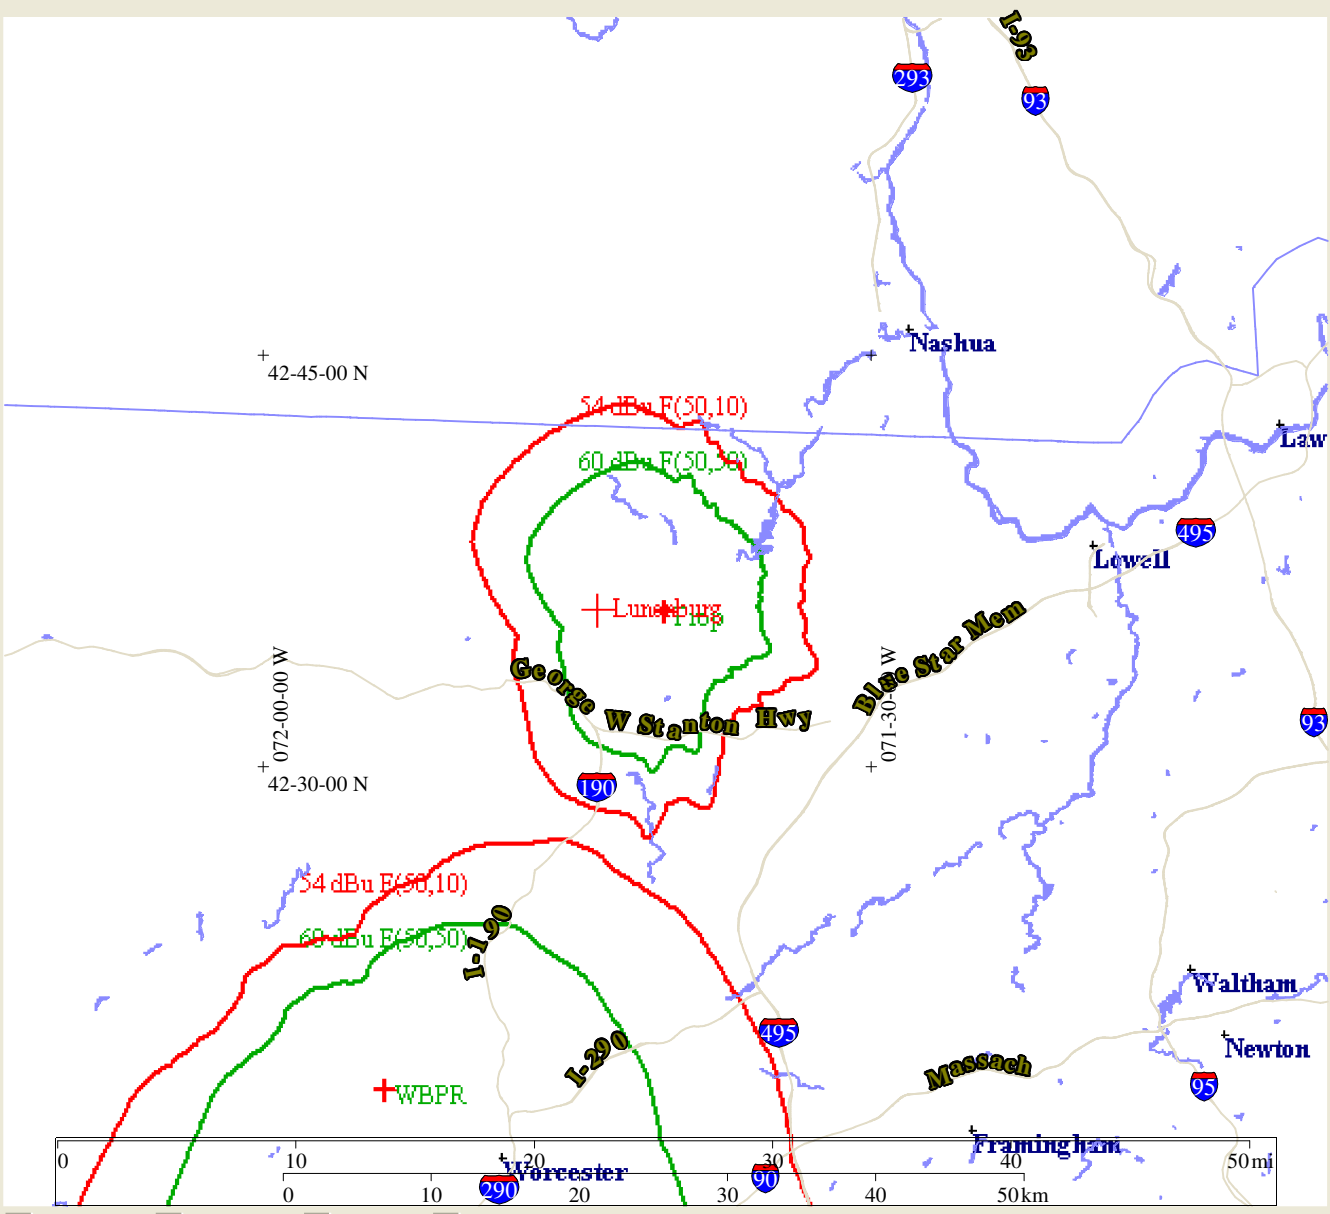 I-93
293
93
Nashua
42-45-00 N
54 dBu F(50,10)
Law
60 dBu F(50,50)
495
Lowell
Lunenburg
Prop
Blue Star Mem
George W Stanton Hwy
072-00-00 W
071-30-00 W
93
42-30-00 N
190
54 dBu F(50,10)
60 dBu F(50,50)
I-190
Waltham
495
I-290
Newton
Massach
95
WBPR
Framingham
0 10 20 30 40 50 mi
Worcester
90
290
0 10 20 30 40 50km